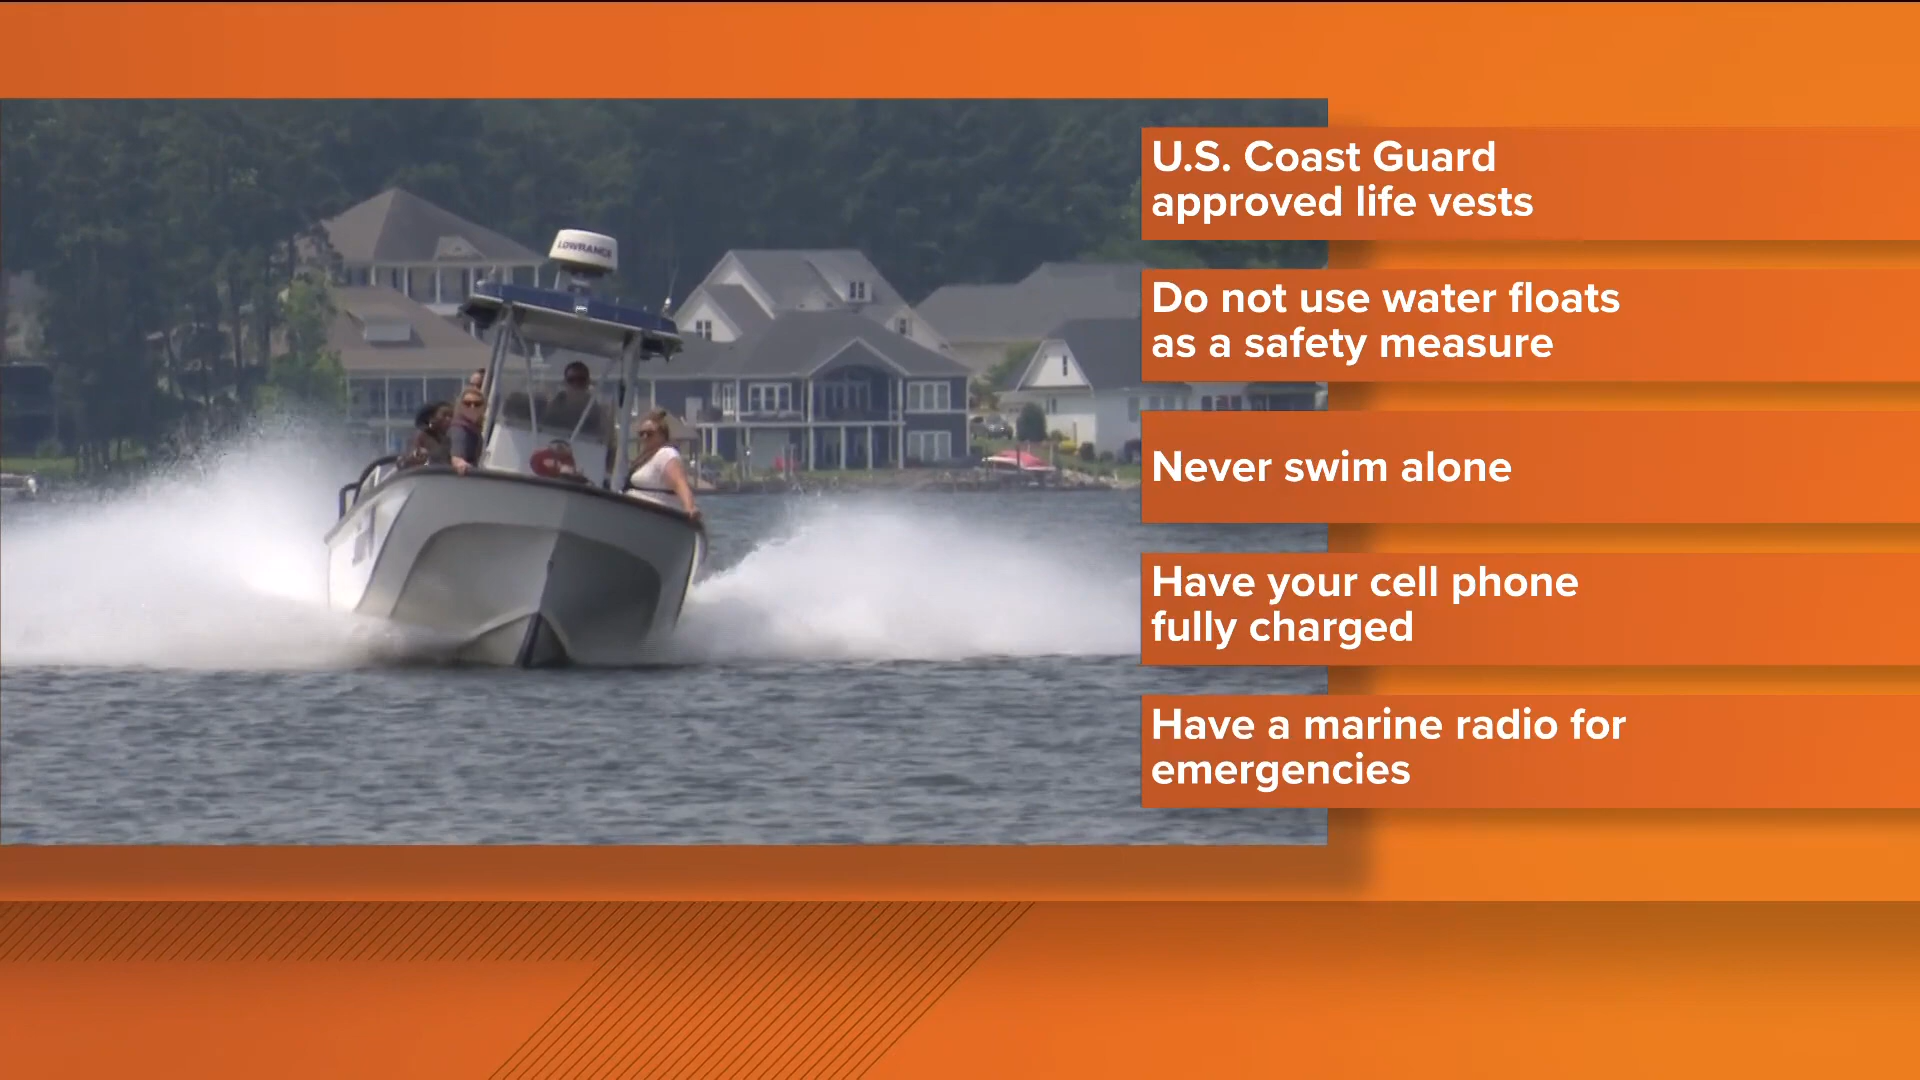 LOWRANCE
U.S. Coast Guard
approved life vests
Do not use water floats
as a safety measure
Never swim alone
Have your cell phone
fully charged
Have a marine radio for
emergencies